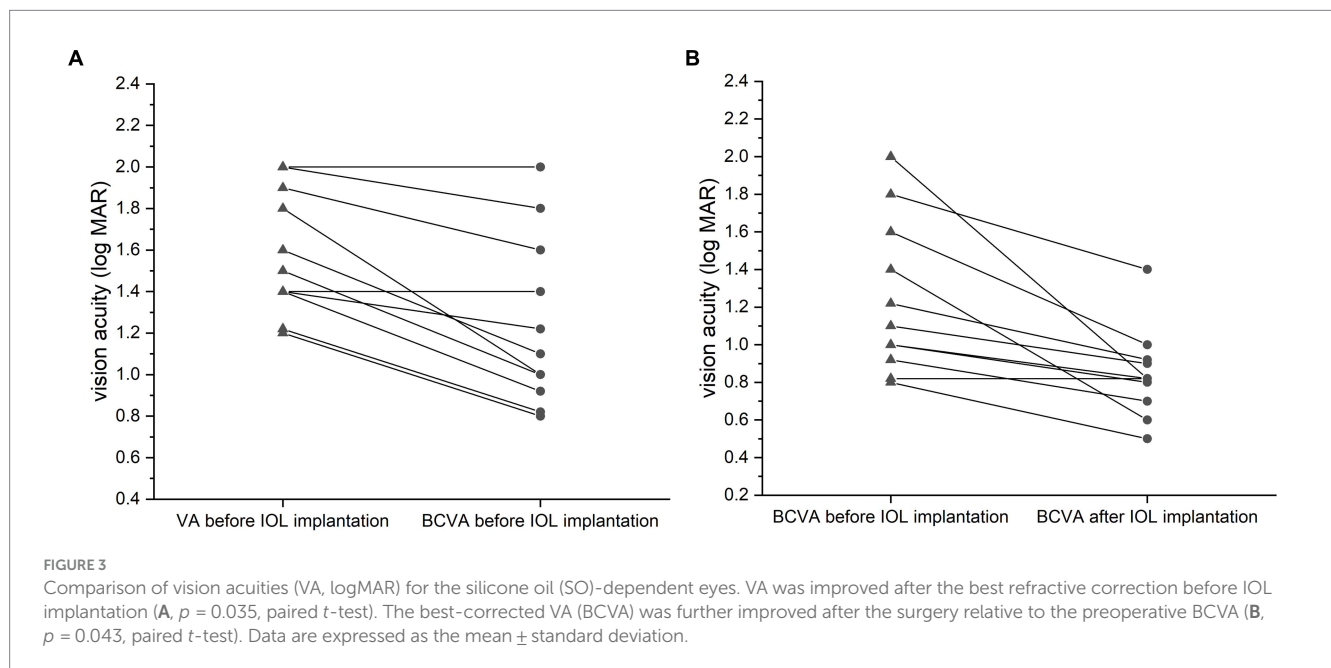 A
vision acuity (log MAR)
2.4
2.2
2.0
1.8
1.6
1.4
1.2
1.0
0.8
0.6
0.4
VA before IOL implantation
BCVA before IOL implantation
B
vision acuity (log MAR)
2.4
2.2
2.0
1.8
1.6
1.4
1.2
1.0
0.8
0.6
0.4
0.2
BCVA before IOL implantation
BCVA after IOL implantation
FIGURE 3
Comparison of vision acuities (VA, logMAR) for the silicone oil (SO)-dependent eyes. VA was improved after the best refractive correction before IOL
implantation (A, p = 0.035, paired t-test). The best-corrected VA (BCVA) was further improved after the surgery relative to the preoperative BCVA (B,
p = 0.043, paired t-test). Data are expressed as the mean ± standard deviation.